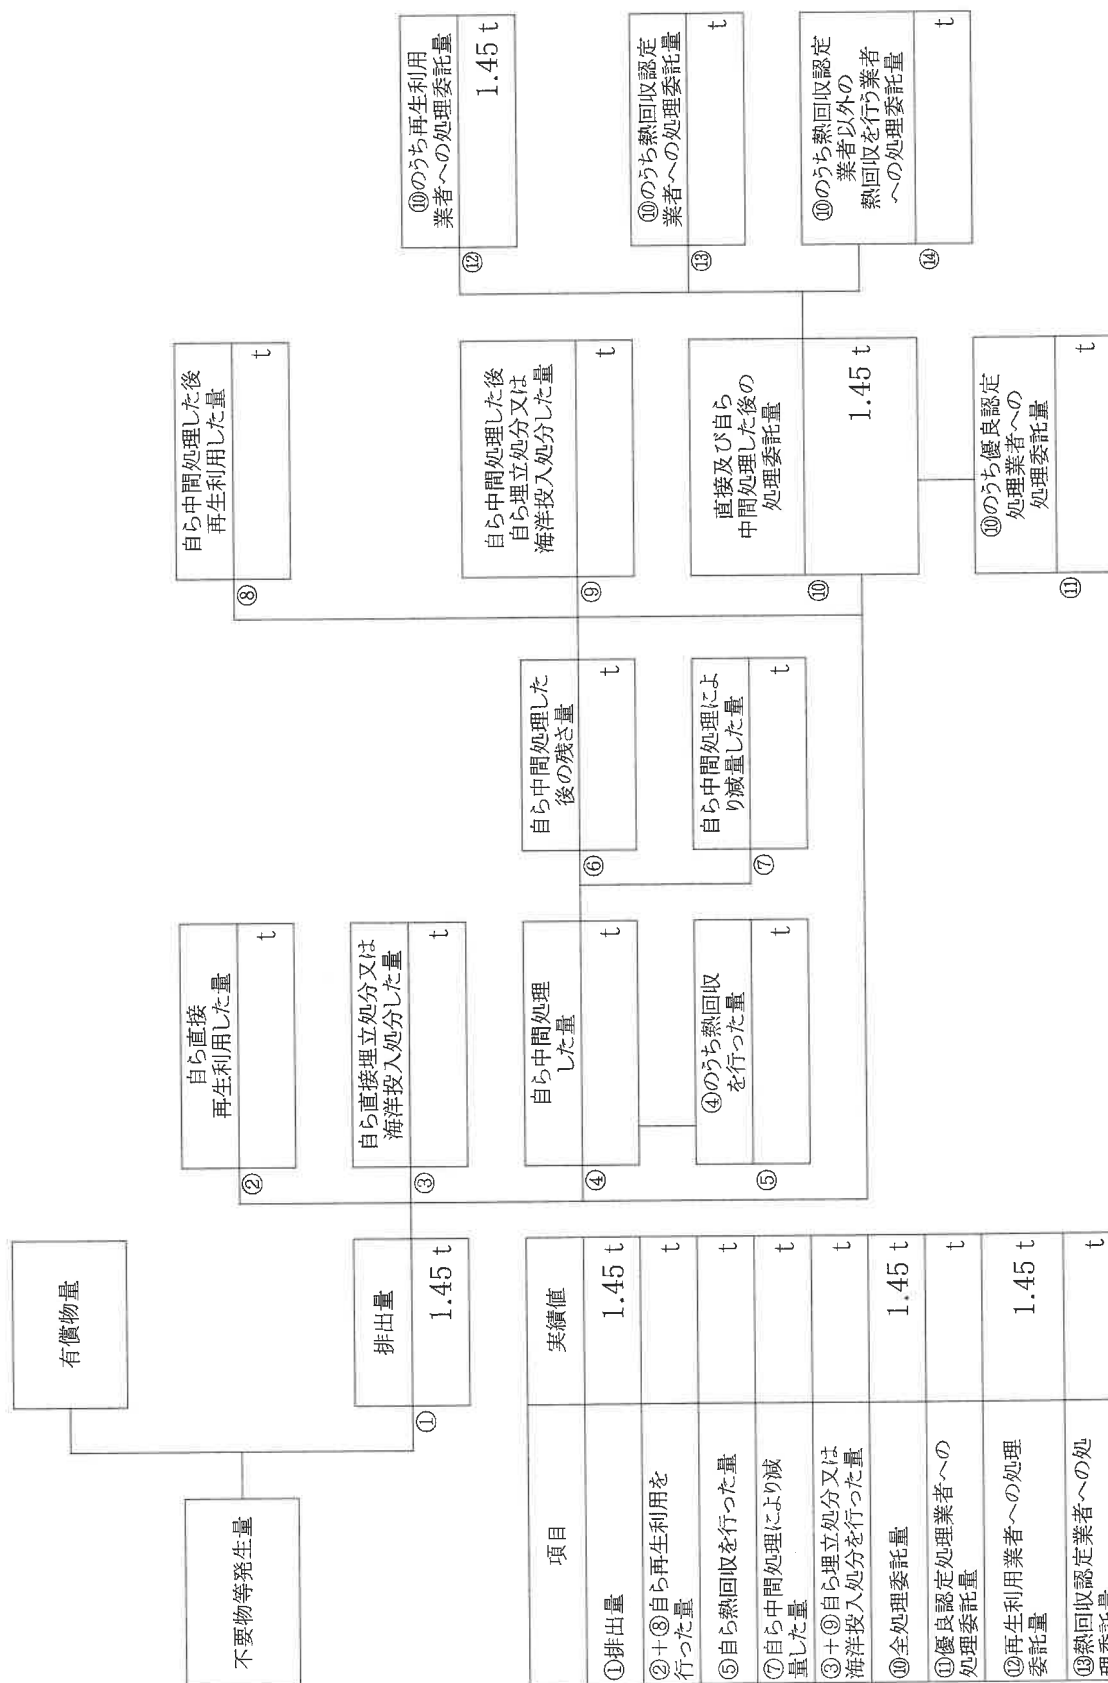 有償物量
不要物等発生量
排出量
①
1.45 t
自ら直接
再生利用した量
②
t
自ら直接埋立処分又は
海洋投入処分した量
③
t
自ら中間処理
した量
④
t
④のうち熱回収
を行った量
⑤
t
自ら中間処理した
後の残さ量
⑥
t
自ら中間処理によ
り減量した量
⑦
t
自ら中間処理した後
再生利用した量
⑧
t
自ら中間処理した後
自ら埋立処分又は
海洋投入処分した量
⑨
t
直接及び自ら
中間処理した後の
処理委託量
⑩
1.45 t
⑩のうち優良認定
処理業者への
処理委託量
⑪
t
⑩のうち再生利用
業者への処理委託量
⑫
1.45 t
⑩のうち熱回収認定
業者への処理委託量
⑬
t
⑩のうち熱回収認定
業者以外の
熱回収を行う業者
への処理委託量
⑭
t
項目 実績値
①排出量 1.45 t
②+⑧自ら再生利用を
行った量 t
⑤自ら熱回収を行った量 t
⑦自ら中間処理により減
量した量 t
③+⑨自ら埋立処分又は
海洋投入処分を行った量 t
⑩全処理委託量 1.45 t
⑪優良認定処理業者への
処理委託量 t
⑫再生利用業者への処理
委託量 1.45 t
⑬熱回収認定業者への処
理委託量 t